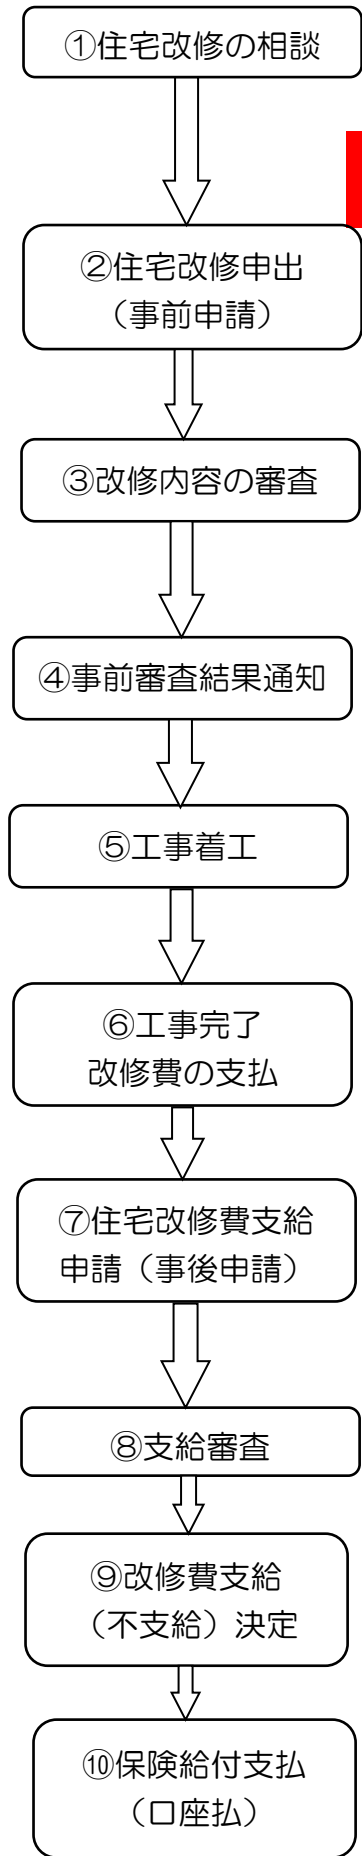 ①住宅改修の相談
②住宅改修申出
（事前申請）
③改修内容の審査
④事前審査結果通知
⑤工事着工
⑥工事完了
改修費の支払
⑦住宅改修費支給
申請（事後申請）
⑧支給審査
⑨改修費支給
（不支給）決定
⑩保険給付支払
（口座払）